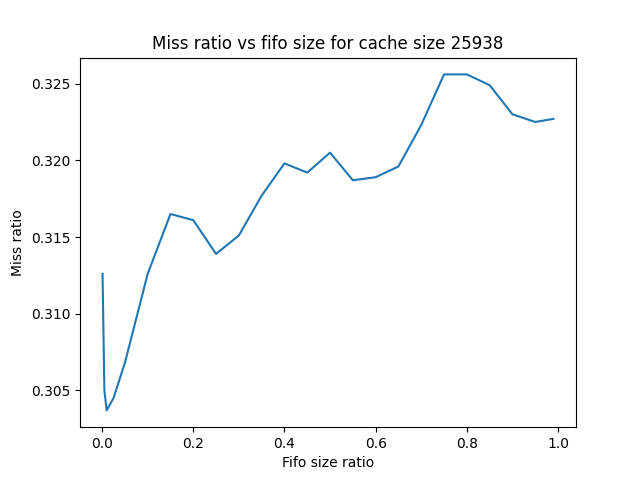 Miss ratio vs fifo size for cache size 25938
0.325
0.320
0.315
0.310
0.305
Miss ratio
0.0 0.2 0.4 0.6 0.8 1.0
Fifo size ratio